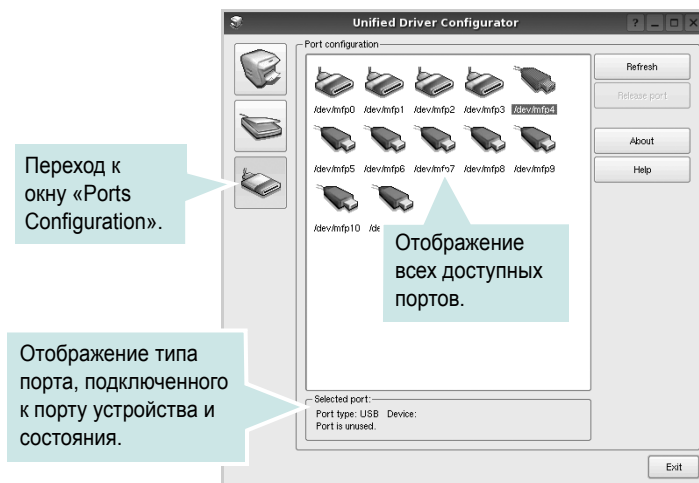 Unified Driver Configurator
Port configuration
/dev/mfp0 /dev/mfp1 /dev/mfp2 /dev/mfp3 /dev/mfp4
/dev/mfp5 /dev/mfp6 /dev/mfp7 /dev/mfp8 /dev/mfp9
/dev/mfp10
Refresh
Release port
About
Help
Переход к
окну «Ports
Configuration».
Отображение
всех доступных
портов.
Отображение типа
порта, подключенного
к порту устройства и
состояния.
Selected port:
Port type: USB Device:
Port is unused.
Exit